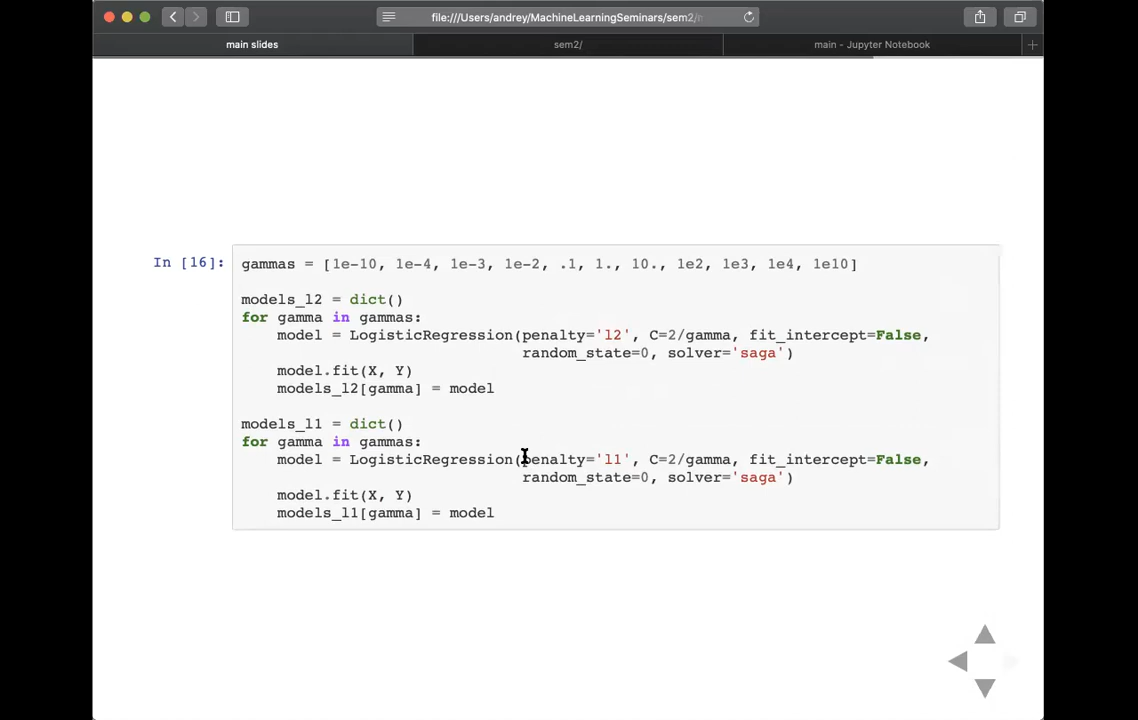 file:///Users/andrey/MachineLearningSeminars/sem2/
main slides
sem2/
main - Jupyter Notebook
In [16]:
gammas = [1e-10, 1e-4, 1e-3, 1e-2, .1, 1., 10., 1e2, 1e3, 1e4, 1e10]
models_l2 = dict()
for gamma in gammas:
    model = LogisticRegression(penalty='l2', C=2/gamma, fit_intercept=False,
                               random_state=0, solver='saga')
    model.fit(X, Y)
    models_l2[gamma] = model
models_l1 = dict()
for gamma in gammas:
    model = LogisticRegression(penalty='l1', C=2/gamma, fit_intercept=False,
                               random_state=0, solver='saga')
    model.fit(X, Y)
    models_l1[gamma] = model